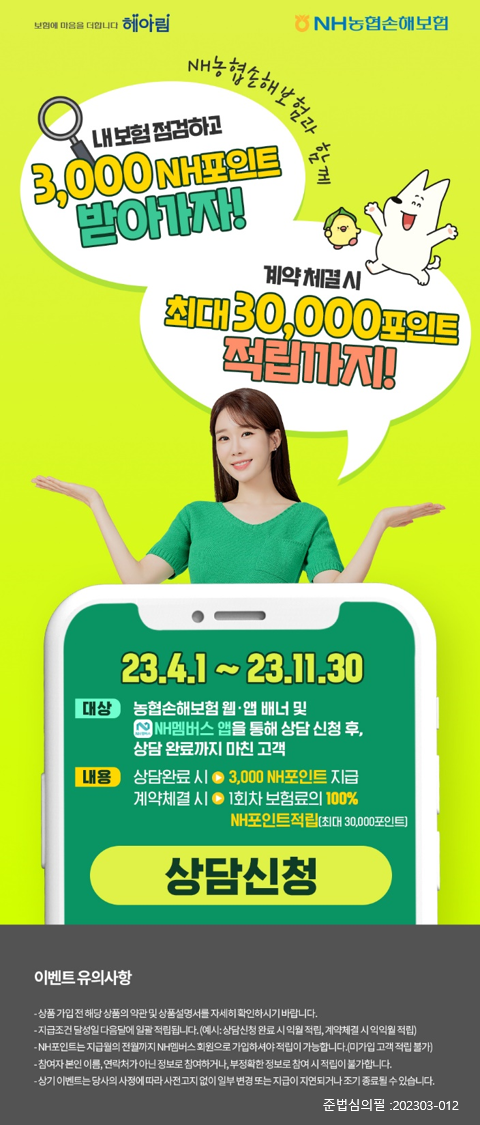 보험에 마음을 더합니다 헤아림
NH농협손해보험
NH농협손해보험과 함께
내 보험 점검하고
3,000 NH포인트
받아가자!
계약 체결 시
최대 30,000포인트
적립까지!
23.4.1 ~ 23.11.30
대상 농협손해보험 웹·앱 배너 및
NH멤버스 앱을 통해 상담 신청 후,
상담 완료까지 마친 고객
내용 상담완료 시 3,000 NH포인트 지급
계약체결 시 1회차 보험료의 100%
NH포인트적립(최대 30,000포인트)
상담신청
이벤트 유의사항
- 상품 가입 전 해당 상품의 약관 및 상품설명서를 자세히 확인하시기 바랍니다.
- 지급조건 달성일 다음달에 일괄 적립됩니다. (예시: 상담신청 완료 시 익월 적립, 계약체결 시 익익월 적립)
- NH포인트는 지급월의 전월까지 NH멤버스 회원으로 가입하셔야 적립이 가능합니다.(미가입 고객 적립 불가)
- 참여자 본인 이름, 연락처가 아닌 정보로 참여하거나, 부정확한 정보로 참여 시 적립이 불가합니다.
- 상기 이벤트는 당사의 사정에 따라 사전고지 없이 일부 변경 또는 지급이 지연되거나 조기 종료될 수 있습니다.
준법심의필 :202303-012